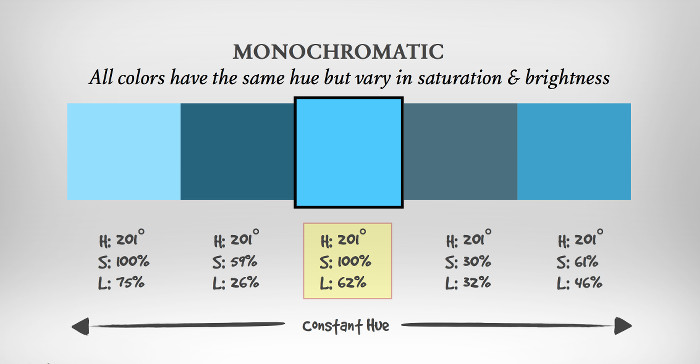 MONOCHROMATIC
All colors have the same hue but vary in saturation & brightness
H: 201°
S: 100%
L: 75%
H: 201°
S: 59%
L: 26%
H: 201°
S: 100%
L: 62%
H: 201°
S: 30%
L: 32%
H: 201°
S: 61%
L: 46%
Constant Hue